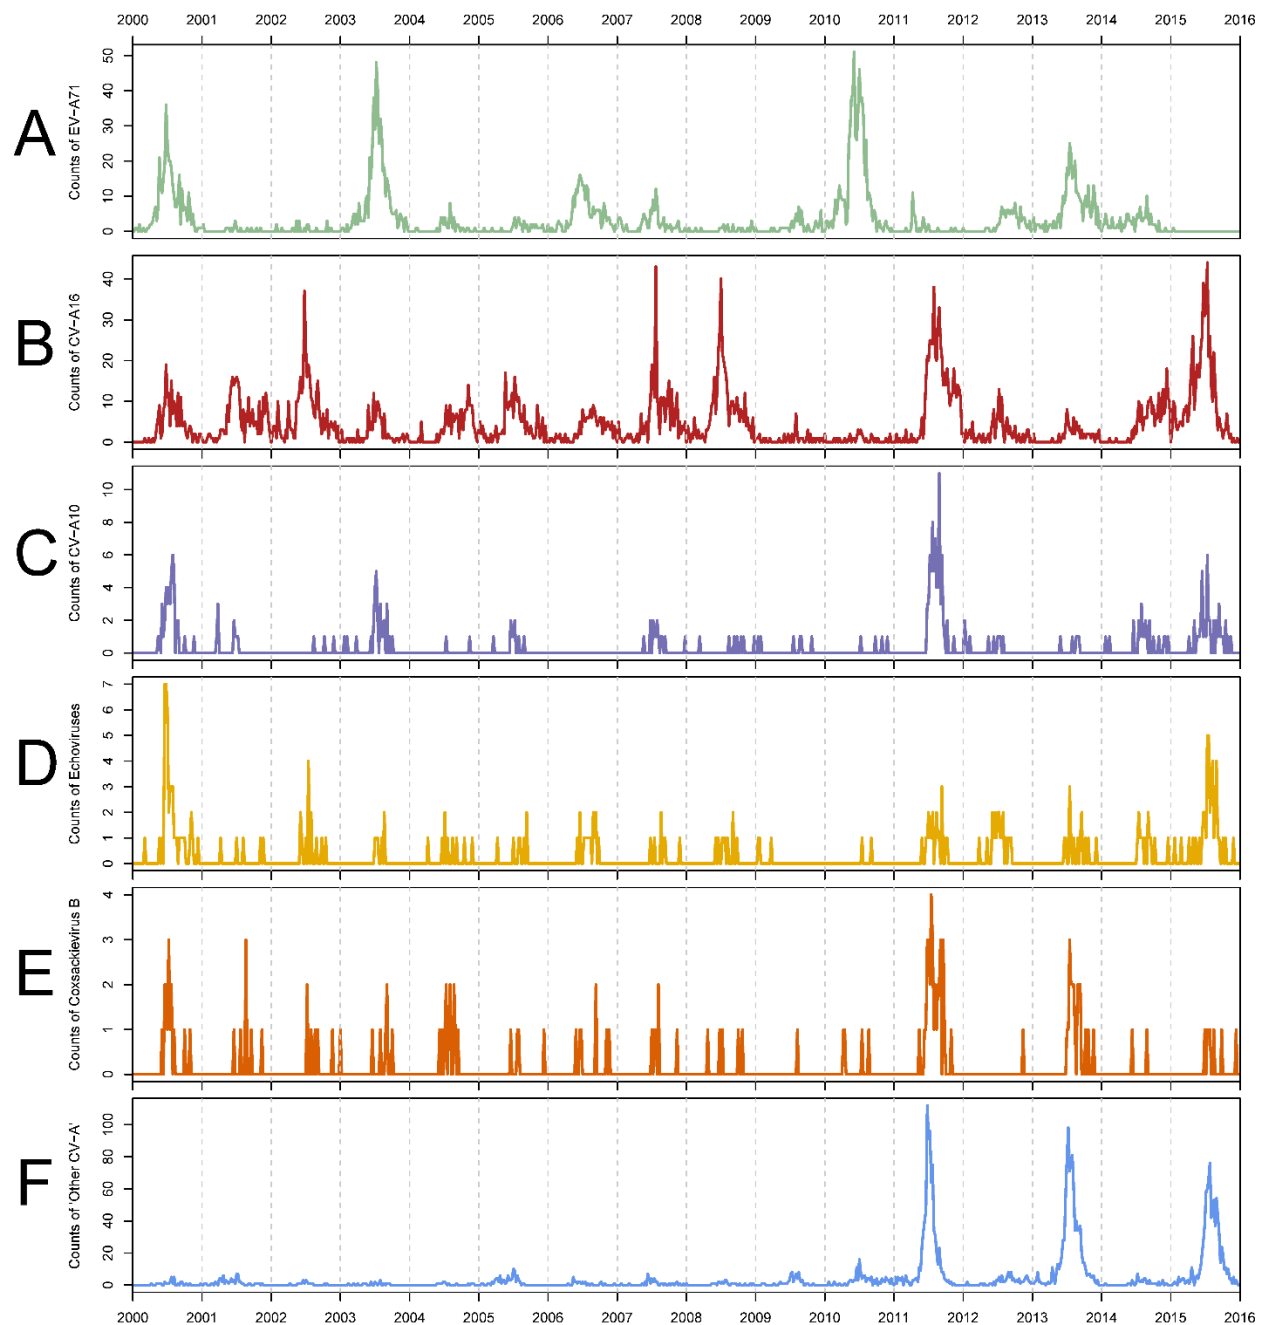 2000 2001 2002 2003 2004 2005 2006 2007 2008 2009 2010 2011 2012 2013 2014 2015 2016
A
Counts of EV−A71
50
40
30
20
10
0
B
Counts of CV−A16
40
30
20
10
0
C
Counts of CV−A10
10
8
6
4
2
0
D
Counts of Echoviruses
7
6
5
4
3
2
1
0
E
Counts of Coxsackievirus B
4
3
2
1
0
F
Counts of 'Other CV−A'
100
80
60
40
20
0
2000 2001 2002 2003 2004 2005 2006 2007 2008 2009 2010 2011 2012 2013 2014 2015 2016